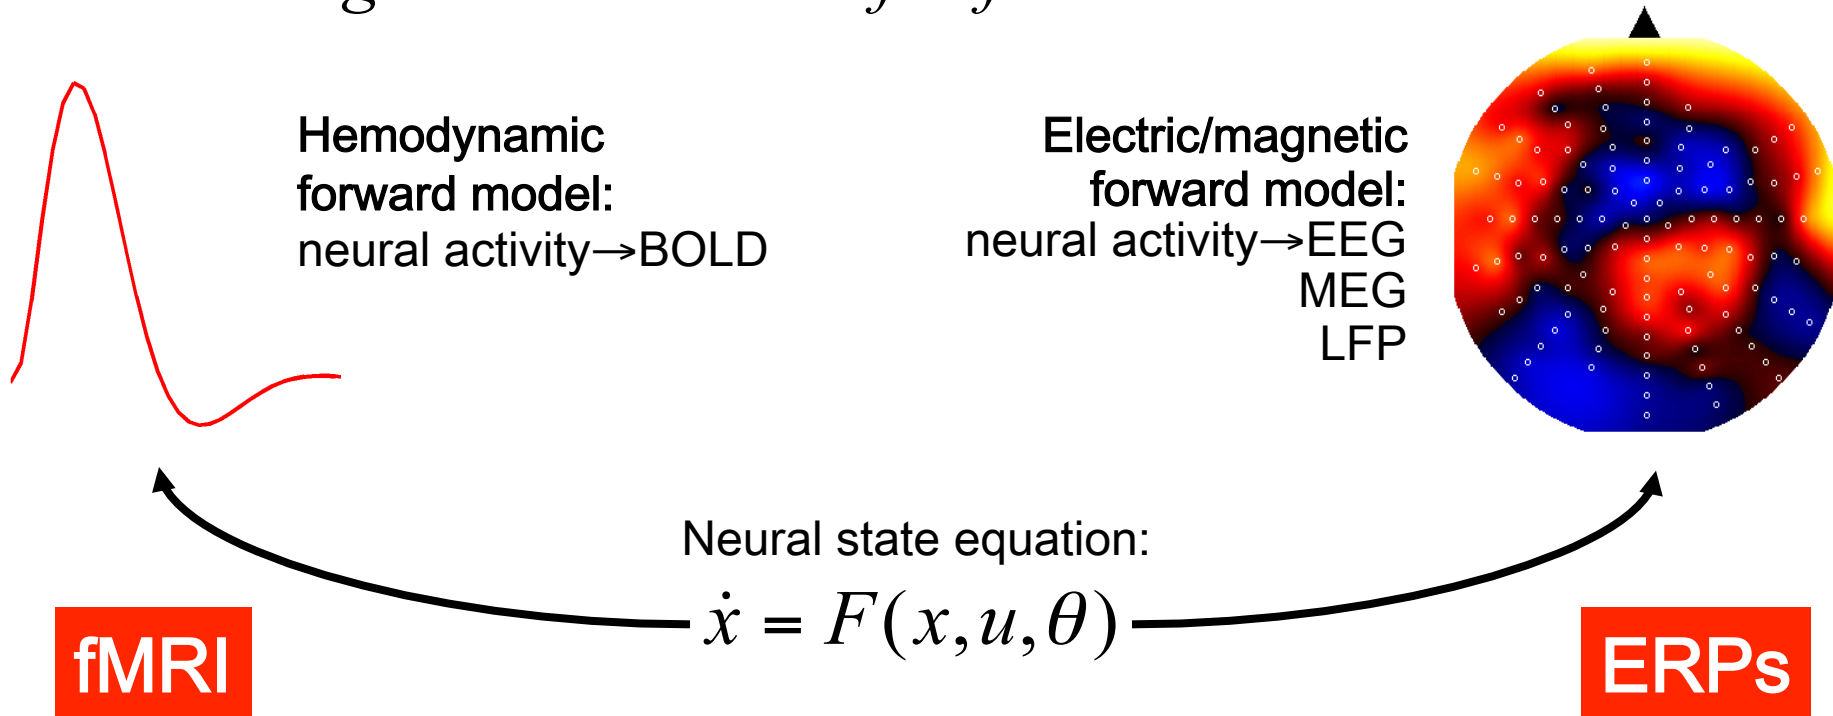 Hemodynamic
forward model:
neural activity→BOLD
Electric/magnetic
forward model:
neural activity→EEG
MEG
LFP
Neural state equation:
ẋ = F(x,u,θ)
fMRI
ERPs